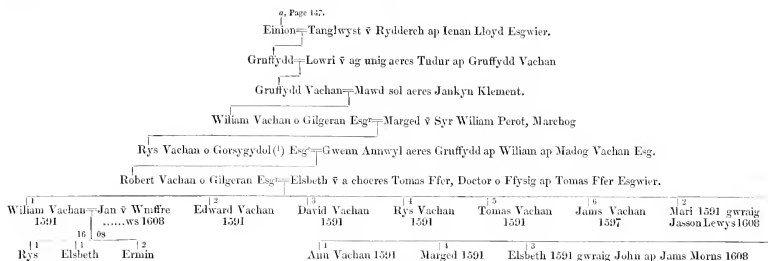 a, Page 147.
Einion=Tanglwyst v̄ Rydderch ap Ienan Lloyd Esgwier.
Gruffydd=Lowri v̄ ag unig aeres Tudur ap Gruffydd Vachan
Gruffydd Vachan=Mawd sol aeres Jankyn Klement.
Wiliam Vachan o Gilgeran Esgr=Marged v̄ Syr Wiliam Perot, Marchog
Rys Vachan o Gorsygydol(1) Esgr=Gwenn Annwyl aeres Gruffydd ap Wiliam ap Madog Vachan Esg.
Robert Vachan o Gilgeran Esgr=Elsbeth v̄ a choeres Tomas Ffer, Doctor o Ffysig ap Tomas Ffer Esgwier.
1 2 3 4 5 6 2
Wiliam Vachan=Jan v̄ Wmffre Edward Vachan David Vachan Rys Vachan Tomas Vachan Jams Vachan Mari 1591 gwraig
1591 ......ws 1608 1591 1591 1591 1591 1597 Jasson Lewys 1608
16 08
1 1 2 1 4 3
Rys Elsbeth Ermin Ann Vachan 1591 Marged 1591 Elsbeth 1591 gwraig John ap Jams Morns 1608